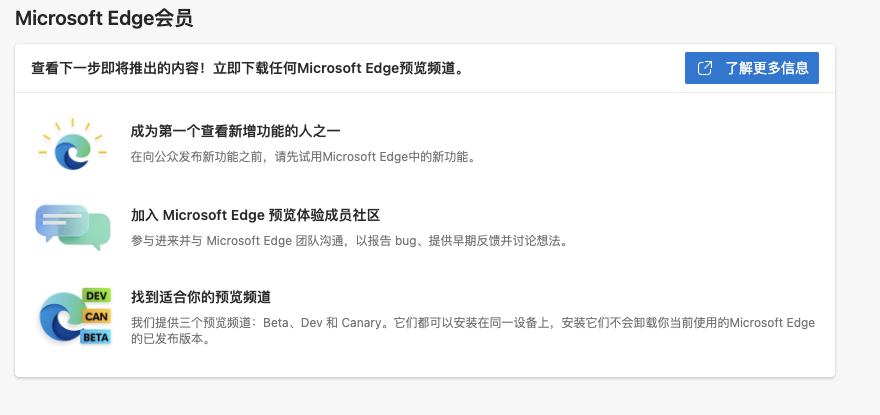 Microsoft Edge会员
查看下一步即将推出的内容！立即下载任何Microsoft Edge预览频道。
了解更多信息
成为第一个查看新增功能的人之一
在向公众发布新功能之前，请先试用Microsoft Edge中的新功能。
加入 Microsoft Edge 预览体验成员社区
参与进来并与 Microsoft Edge 团队沟通，以报告 bug、提供早期反馈并讨论想法。
DEV
CAN
BETA
找到适合你的预览频道
我们提供三个预览频道：Beta、Dev 和 Canary。它们都可以安装在同一设备上，安装它们不会卸载你当前使用的Microsoft Edge
的已发布版本。